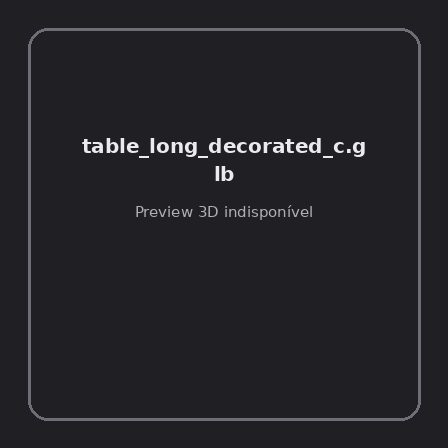 table_long_decorated_c.g
lb
Preview 3D indisponível